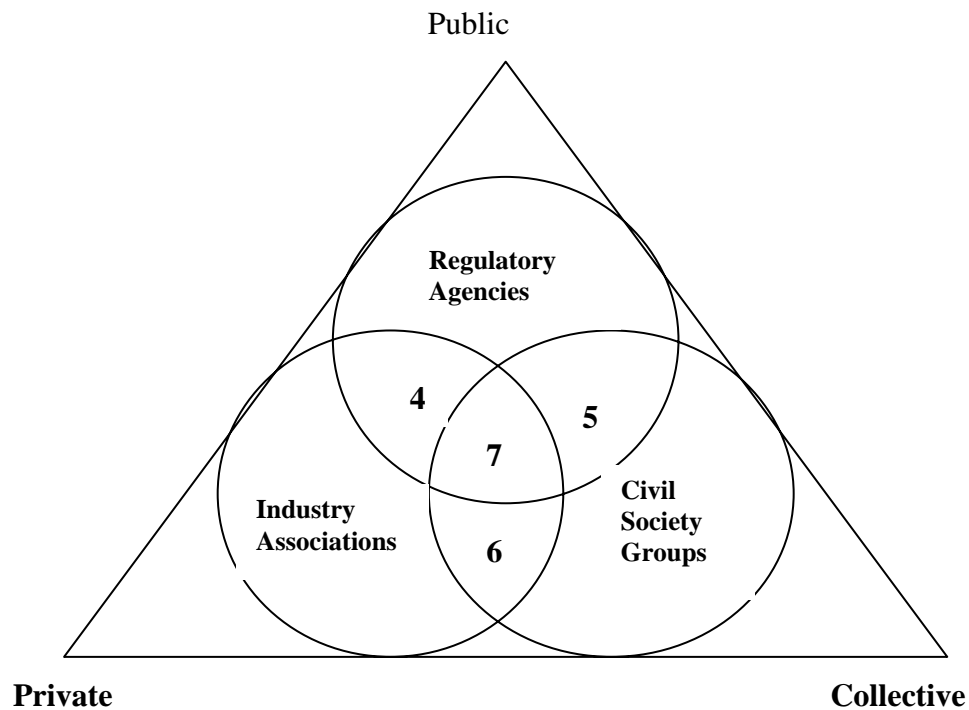 Public
Regulatory
Agencies
4
5
7
Industry
Associations
Civil
Society
Groups
6
Private
Collective